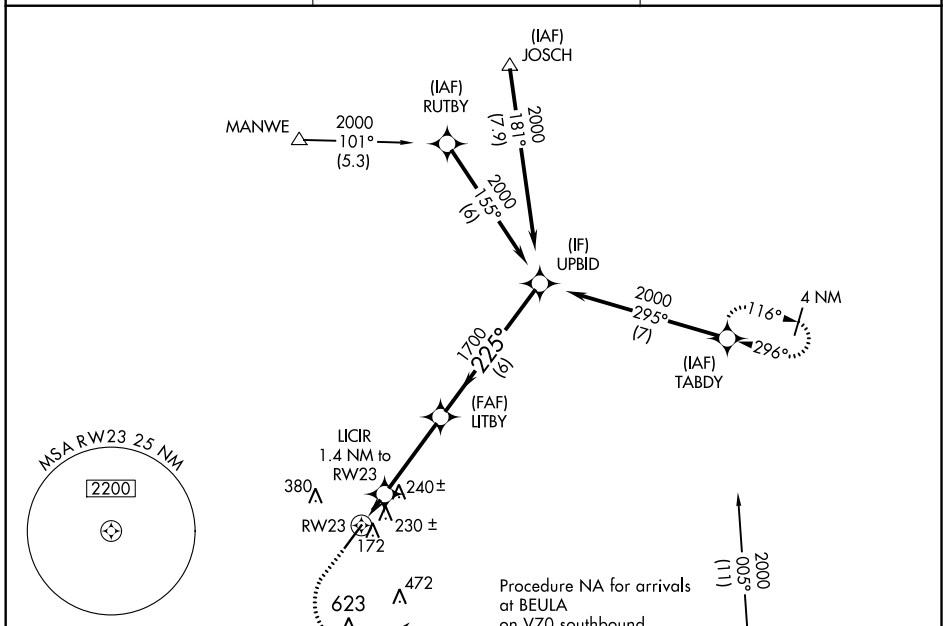 (IAF)
JOSCH
(IAF)
RUTBY
MANWE
2000
101°
(5.3)
2000
181°
(7.9)
2000
155°
(6)
(IF)
UPBID
2000
295°
(7)
116°
4 NM
296°
(IAF)
TABDY
1700
225°
(6)
(FAF)
LITBY
LICIR
1.4 NM to
RW23
MSA RW23 25 NM
2200
380
240 ±
RW23
230 ±
172
472
623
Procedure NA for arrivals
at BEULA
on V70 southbound
2000
005°
(11)